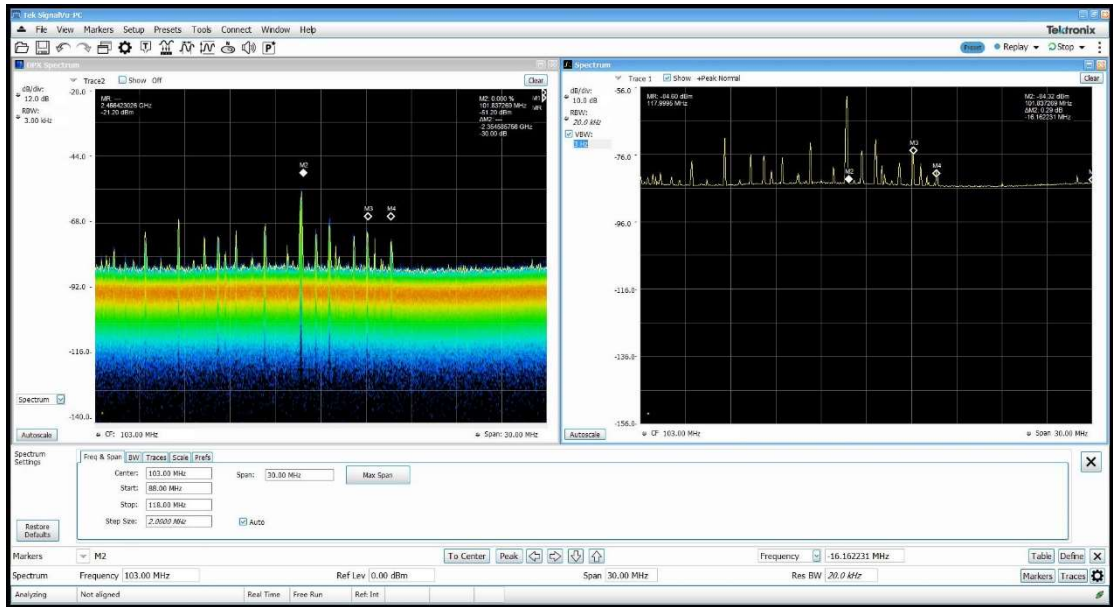 Tek SignalVu-PC
File View Markers Setup Presets Tools Connect Window Help
Tektronix
Preset Replay Stop
DPX Spectrum
Trace2 Show Off Clear
dB/div:
12.0 dB
RBW:
3.00 kHz
-20.0
-44.0
-68.0
-92.0
-116.0
-140.0
MR: ---
2.456423026 GHz
-21.20 dBm
M2: 0.000 %
101.837269 MHz
-51.20 dBm
ΔM2: ---
-2.354585758 GHz
-30.00 dB
MR
M2
M3 M4
Spectrum
Autoscale
CF: 103.00 MHz
Span: 30.00 MHz
Spectrum
Trace 1 Show +Peak Normal Clear
dB/div:
10.0 dB
RBW:
20.0 kHz
VBW:
1 Hz
-56.0
-76.0
-96.0
-116.0
-136.0
-156.0
MR: -84.60 dBm
117.9995 MHz
M2: -84.32 dBm
101.837269 MHz
ΔM2: 0.29 dB
-16.162231 MHz
M3
M4
M2
Autoscale
CF: 103.00 MHz
Span: 30.00 MHz
Spectrum
Settings
Freq & Span BW Traces Scale Prefs
Center: 103.00 MHz
Span: 30.00 MHz
Max Span
Start: 88.00 MHz
Stop: 118.00 MHz
Step Size: 2.0000 MHz
Auto
Restore
Defaults
Markers M2 To Center Peak Frequency -16.162231 MHz Table Define
Spectrum Frequency 103.00 MHz Ref Lev 0.00 dBm Span 30.00 MHz Res BW 20.0 kHz Markers Traces
Analyzing Not aligned Real Time Free Run Ref: Int